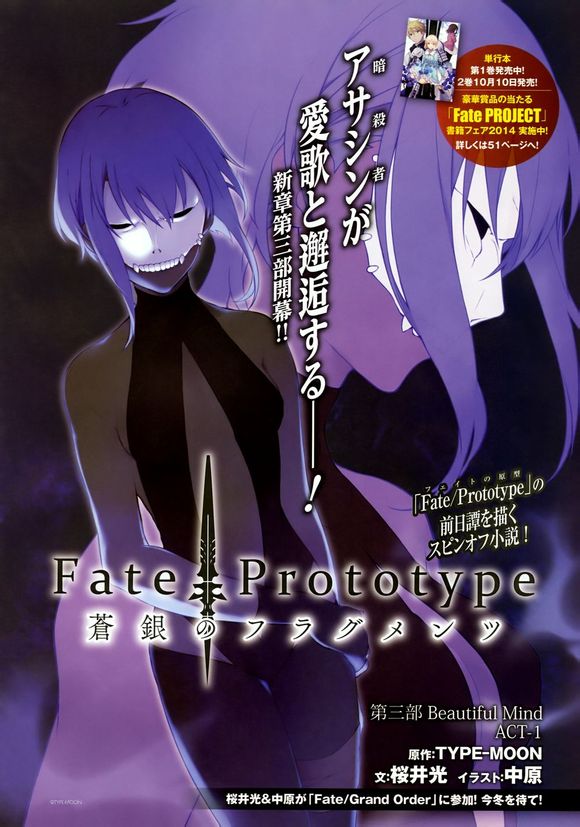 単行本
第1巻発売中!
2巻10月10日発売!
豪華賞品の当たる
「Fate PROJECT」
書籍フェア2014 実施中!
詳しくは51ページへ!
暗殺者
アサシンが
愛歌と邂逅する――!
新章第三部開幕!!
フェイトの原型
「Fate/Prototype」の
前日譚を描く
スピンオフ小説!
Fate Prototype
蒼銀のフラグメンツ
第三部 Beautiful Mind
ACT-1
原作:TYPE-MOON
文:桜井光 イラスト:中原
©TYPE-MOON
桜井光&中原が「Fate/Grand Order」に参加! 今冬を待て!